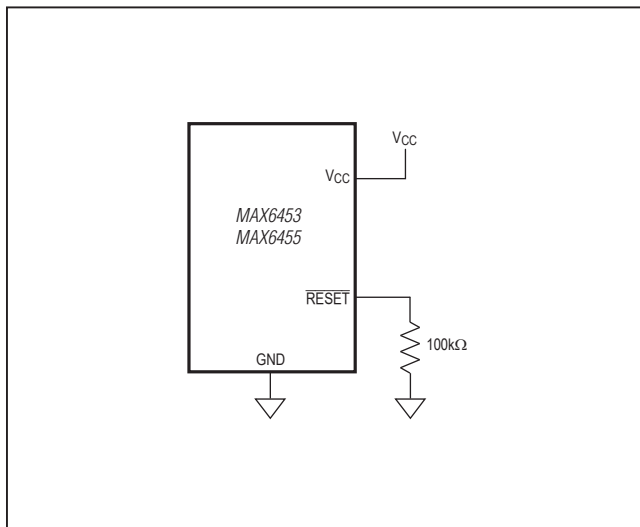 VCC
VCC
MAX6453
MAX6455
RESET
100kΩ
GND